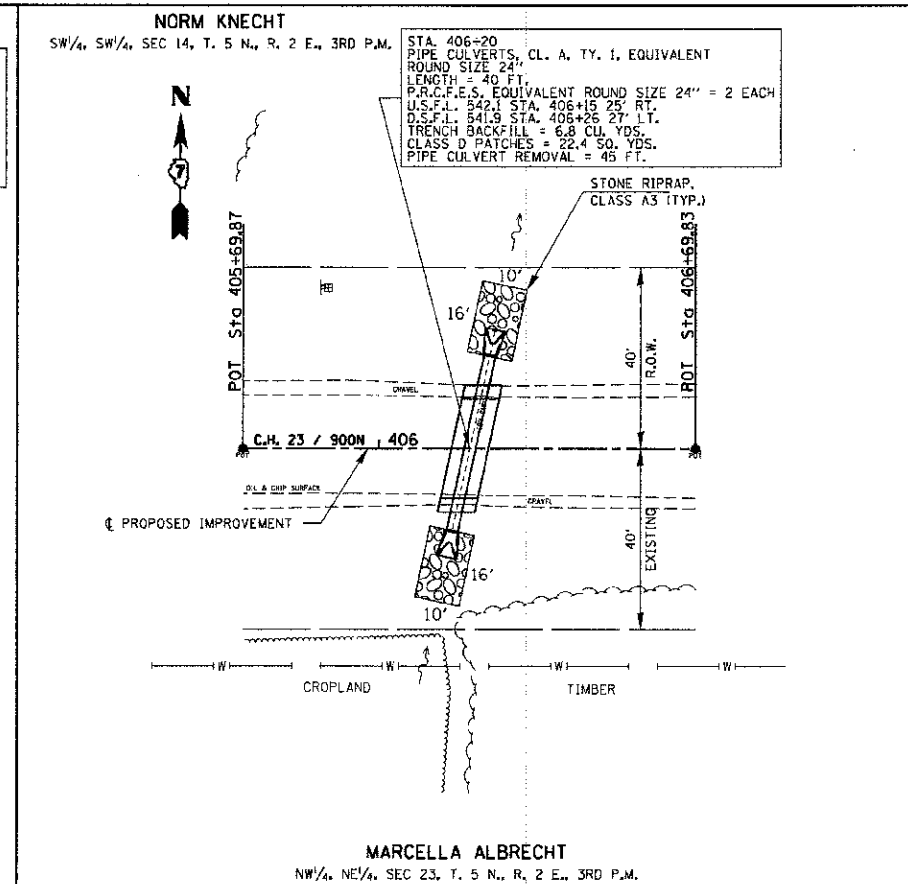 NORM KNECHT
SW1/4, SW1/4, SEC 14, T. 5 N., R. 2 E., 3RD P.M.
STA. 406+20
PIPE CULVERTS, CL. A, TY. 1, EQUIVALENT
ROUND SIZE 24"
LENGTH = 40 FT.
P.R.C.F.E.S. EQUIVALENT ROUND SIZE 24" = 2 EACH
U.S.F.L. 542.1 STA. 406+15 25' RT.
D.S.F.L. 541.9 STA. 406+26 27' LT.
TRENCH BACKFILL = 6.8 CU. YDS.
CLASS D PATCHES = 22.4 SQ. YDS.
PIPE CULVERT REMOVAL = 45 FT.
N
7
STONE RIPRAP,
CLASS A3 (TYP.)
POT Sta 405+69.87
POT Sta 406+69.83
10'
16'
40'
R.O.W.
GRAVEL
C.H. 23 / 900N
406
POT
POT
OIL & CHIP SURFACE
GRAVEL
℄ PROPOSED IMPROVEMENT
40'
EXISTING
16'
10'
W
W
W
W
CROPLAND
TIMBER
MARCELLA ALBRECHT
NW1/4, NE1/4, SEC 23, T. 5 N., R. 2 E., 3RD P.M.